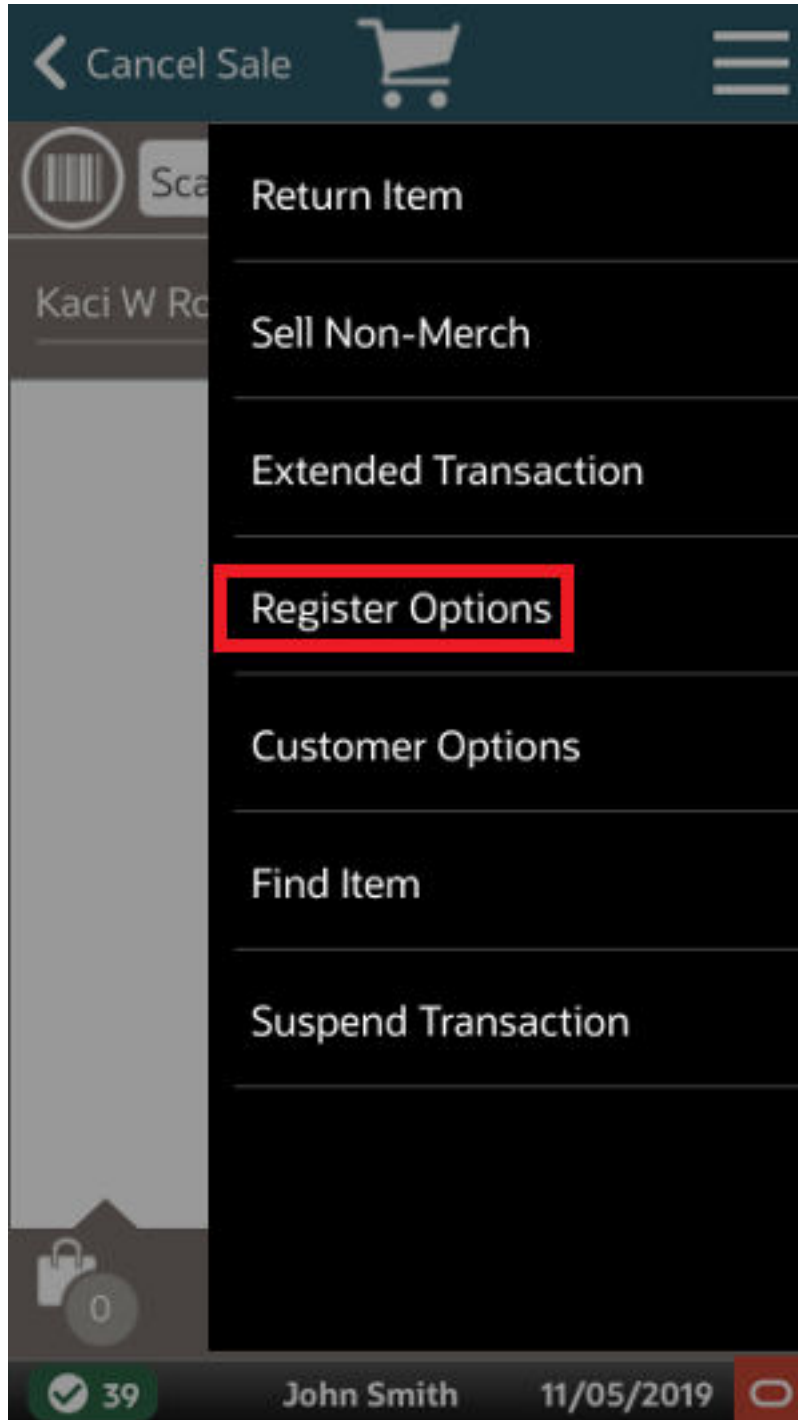 Cancel Sale
Sca
Return Item
Kaci W Ro
Sell Non-Merch
Extended Transaction
Register Options
Customer Options
Find Item
Suspend Transaction
0
39 John Smith 11/05/2019